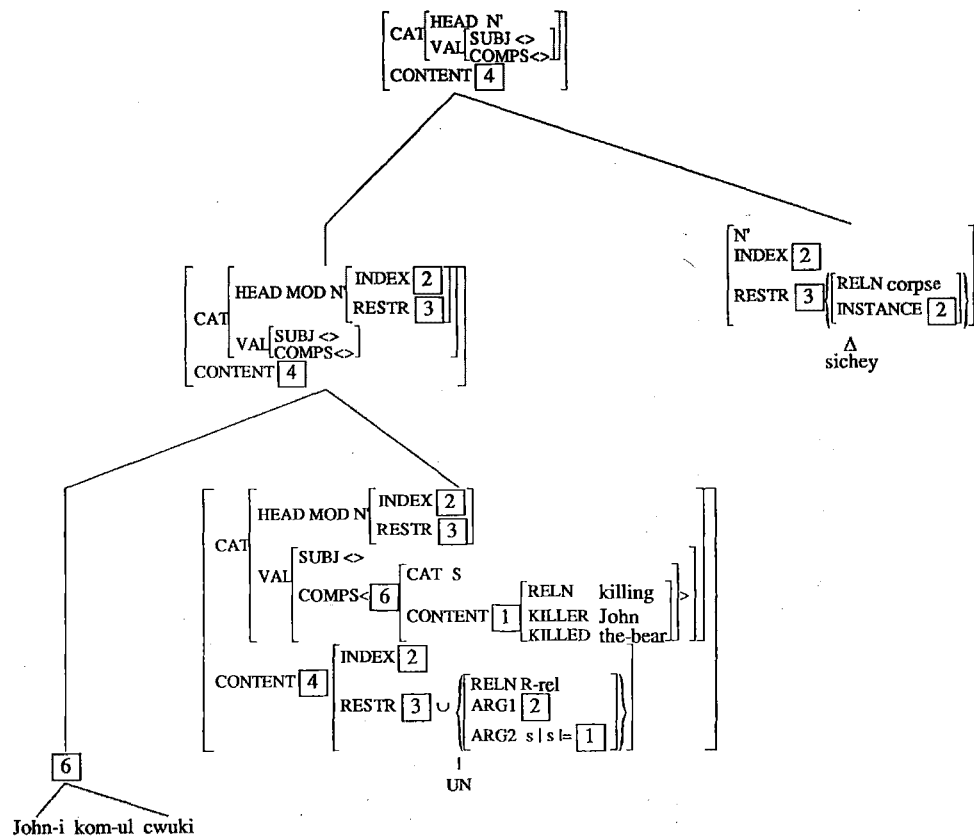 HEAD N'
CAT
VAL
SUBJ <>
COMPS<>
CONTENT 4
HEAD MOD N'
INDEX 2
RESTR 3
CAT
VAL
SUBJ <>
COMPS<>
CONTENT 4
N'
INDEX 2
RESTR 3
RELN corpse
INSTANCE 2
Δ
sichey
HEAD MOD N'
INDEX 2
RESTR 3
CAT
VAL
SUBJ <>
COMPS< 6
CAT S
CONTENT 1
RELN killing
KILLER John
KILLED the-bear
>
CONTENT 4
INDEX 2
RESTR 3 ∪
RELN R-rel
ARG1 2
ARG2 s | s |= 1
UN
6
John-i kom-ul cwuki